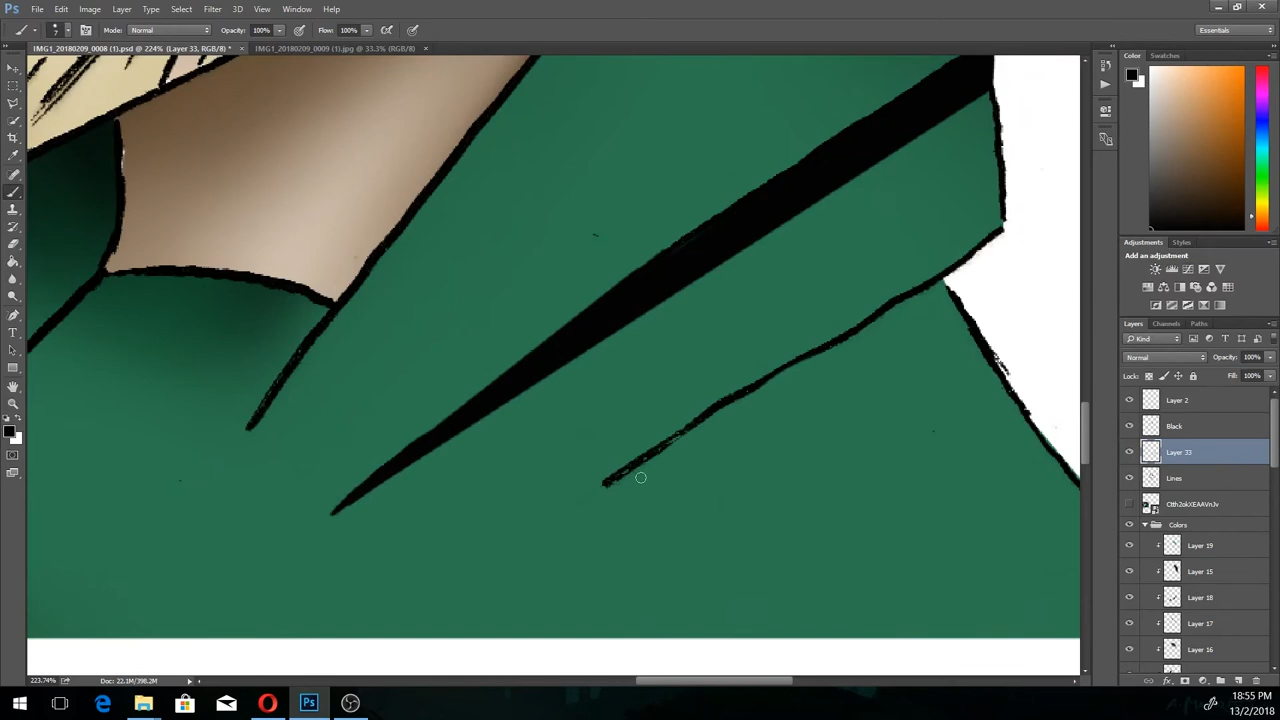 Ps File Edit Image Layer Type Select Filter 3D View Window Help
7 Mode: Normal Opacity: 100% Flow: 100% Essentials
IMG1_20180209_0008 (1).psd @ 224% (Layer 33, RGB/8) * × IMG1_20180209_0009 (1).jpg @ 33.3% (RGB/8) ×
Color Swatches
Adjustments Styles
Add an adjustment
Layers Channels Paths
Kind
Normal Opacity: 100%
Lock: Fill: 100%
Layer 2
Black
Layer 33
Lines
Colors
Layer 19
Layer 15
Layer 18
Layer 17
Layer 16
223.74% Doc: 22.1M/398.2M
Ps 18:55 PM
13/2/2018